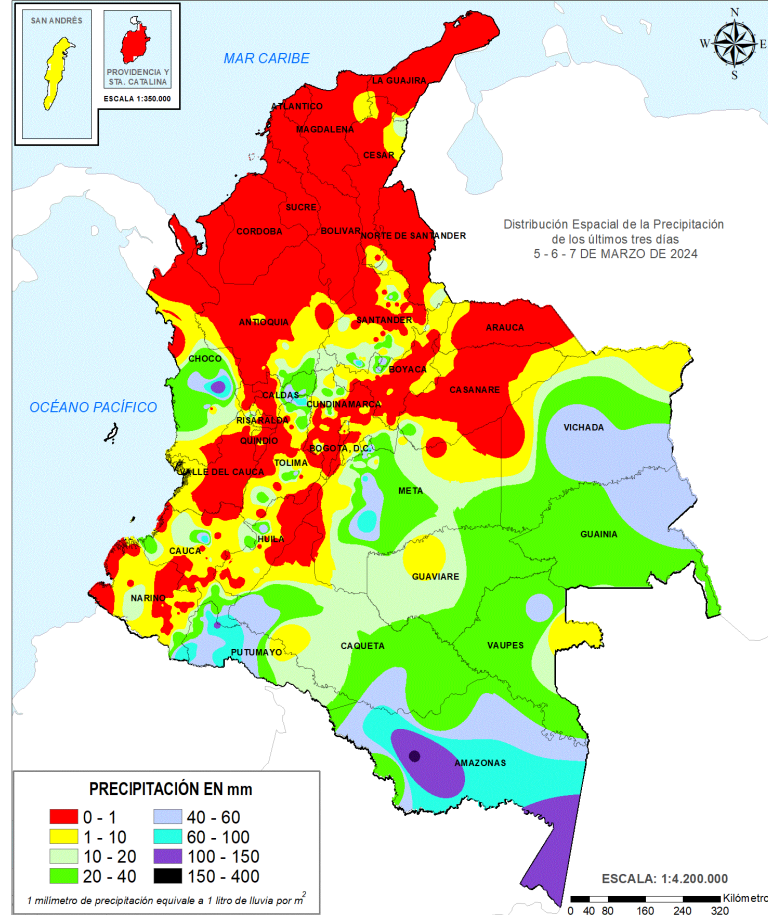 SAN ANDRÉS
PROVIDENCIA Y
STA. CATALINA
ESCALA 1:350.000
MAR CARIBE
N
W
E
S
LA GUAJIRA
ATLANTICO
MAGDALENA
CESAR
SUCRE
CORDOBA
BOLIVAR
NORTE DE SANTANDER
Distribución Espacial de la Precipitación
de los últimos tres días
5 - 6 - 7 DE MARZO DE 2024
ANTIOQUIA
SANTANDER
ARAUCA
CHOCO
BOYACA
CASANARE
OCÉANO PACÍFICO
CALDAS
CUNDINAMARCA
RISARALDA
VICHADA
QUINDIO
BOGOTA, D.C.
VALLE DEL CAUCA
TOLIMA
META
GUAINIA
CAUCA
HUILA
GUAVIARE
NARINO
PUTUMAYO
CAQUETA
VAUPES
AMAZONAS
PRECIPITACIÓN EN mm
0 - 1
40 - 60
1 - 10
60 - 100
10 - 20
100 - 150
20 - 40
150 - 400
1 milimetro de precipitación equivale a 1 litro de lluvia por m2
ESCALA: 1:4.200.000
Kilómetro
0 40 80 160 240 320